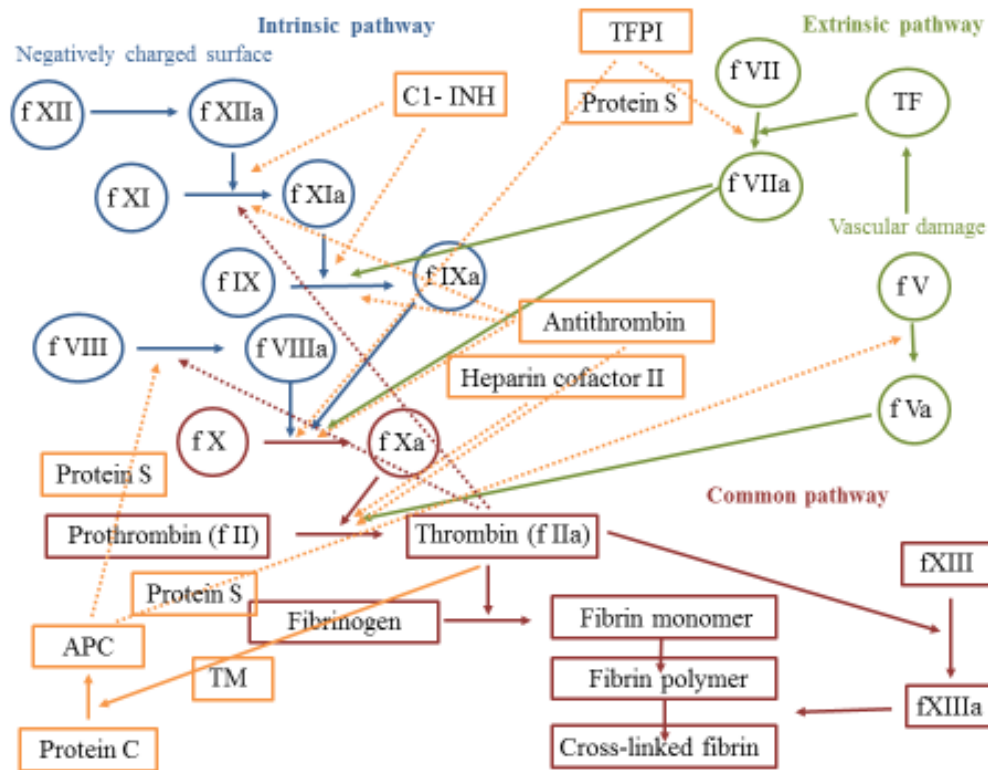 Intrinsic pathway
TFPI
Extrinsic pathway
Negatively charged surface
f VII
C1- INH
Protein S
TF
f XII
f XIIa
f XI
f XIa
f VIIa
Vascular damage
f IX
f IXa
f V
Antithrombin
f VIII
f VIIIa
Heparin cofactor II
f Va
f X
f Xa
Protein S
Common pathway
Prothrombin (f II)
Thrombin (f IIa)
fXIII
Protein S
Fibrinogen
Fibrin monomer
APC
TM
Fibrin polymer
fXIIIa
Protein C
Cross-linked fibrin